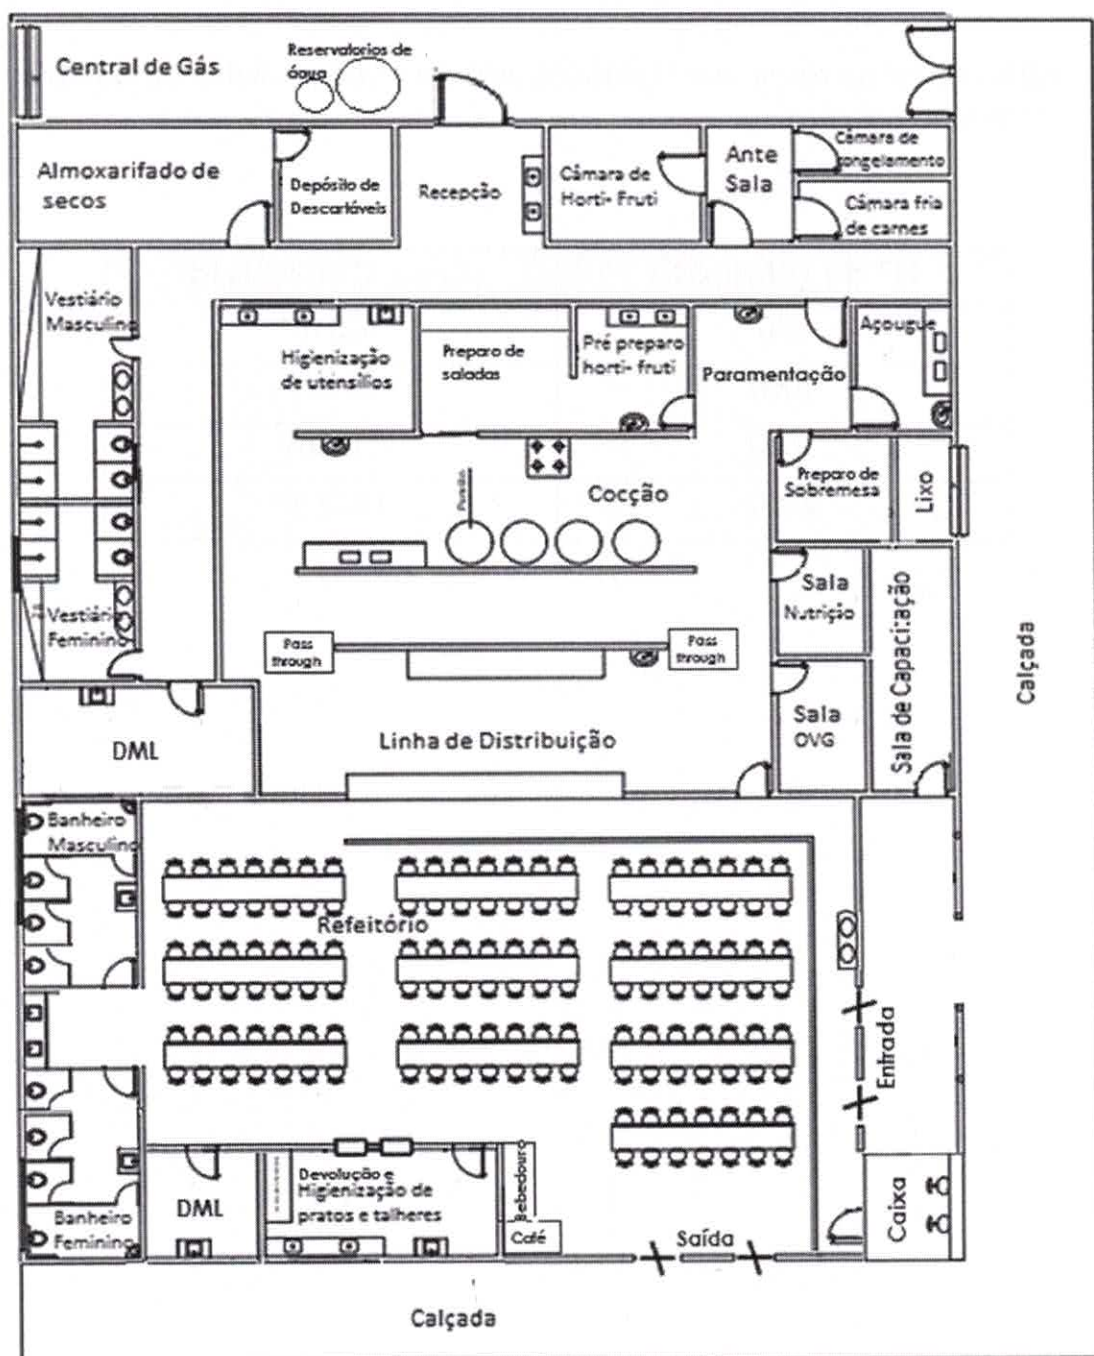 Central de Gás
Reservatorios de
água
Almoxarifado de
secos
Depósito de
Descartáveis
Recepção
Câmara de
Horti- Fruti
Ante
Sala
Câmara de
congelamento
Câmara fria
de carnes
Vestiário
Masculino
Higienização
de utensílios
Preparo de
saladas
Pré preparo
horti- fruti
Paramentação
Açougue
Cocção
Preparo de
Sobremesa
Lixo
Vestiário
Feminino
Pass
through
Pass
through
Sala
Nutrição
Sala de Capacitação
Calçada
DML
Linha de Distribuição
Sala
OVG
Banheiro
Masculino
Refeitório
Entrada
DML
Devolução e
Higienização de
pratos e talheres
Bebedouro
Café
Saída
Caixa
Banheiro
Feminino
Calçada